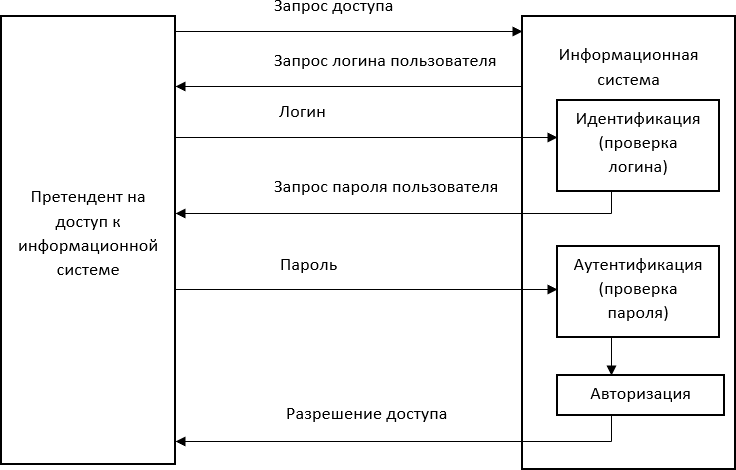 Запрос доступа
Информационная
система
Запрос логина пользователя
Логин
Идентификация
(проверка
логина)
Запрос пароля пользователя
Претендент на
доступ к
информационной
системе
Пароль
Аутентификация
(проверка
пароля)
Авторизация
Разрешение доступа